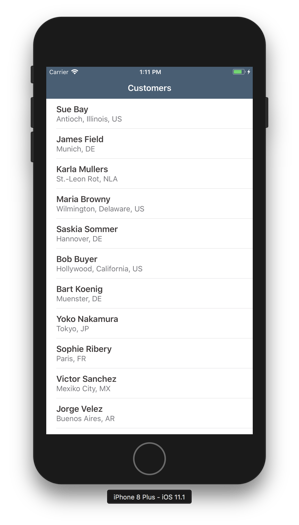 Carrier 1:11 PM
Customers
Sue Bay
Antioch, Illinois, US
James Field
Munich, DE
Karla Mullers
St.-Leon Rot, NLA
Maria Browny
Wilmington, Delaware, US
Saskia Sommer
Hannover, DE
Bob Buyer
Hollywood, California, US
Bart Koenig
Muenster, DE
Yoko Nakamura
Tokyo, JP
Sophie Ribery
Paris, FR
Victor Sanchez
Mexiko City, MX
Jorge Velez
Buenos Aires, AR
iPhone 8 Plus - iOS 11.1